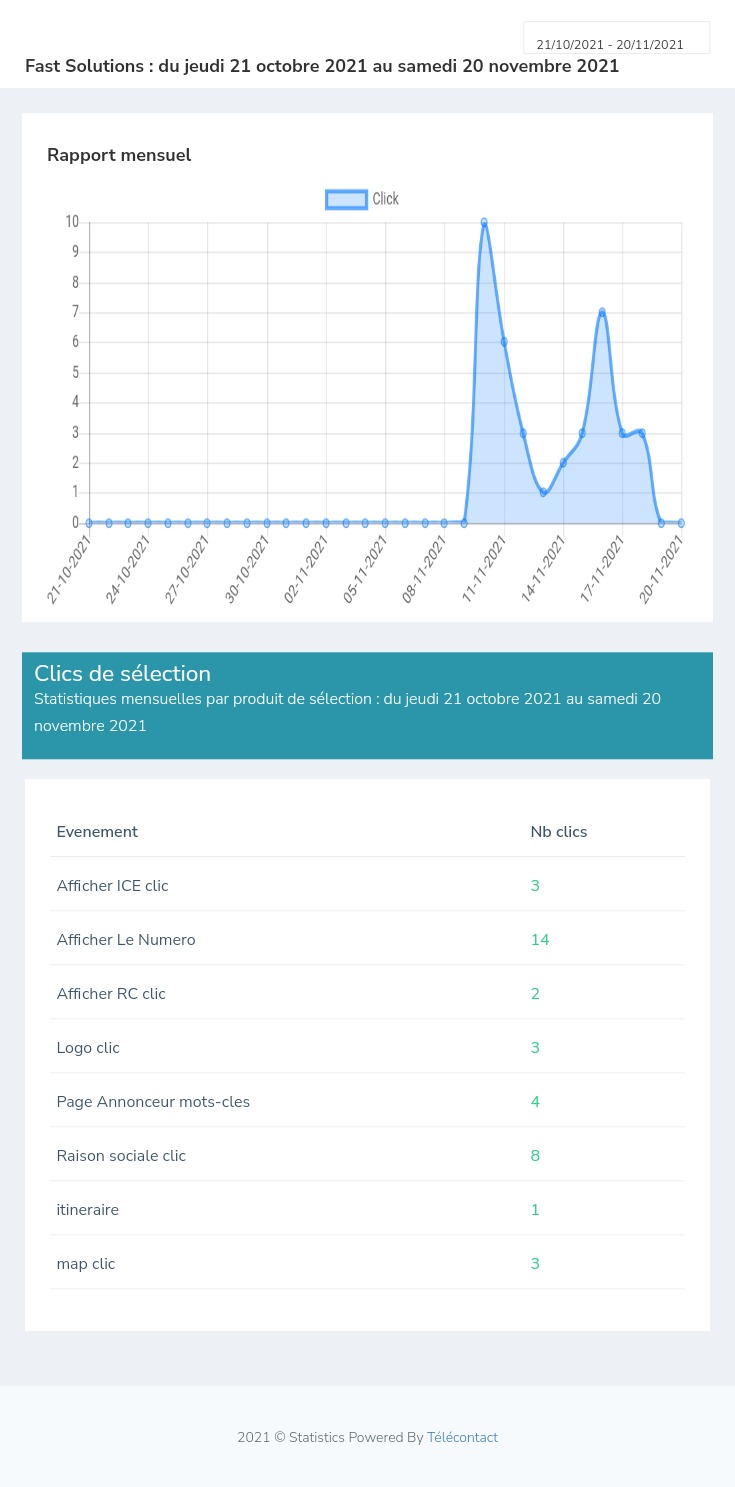 21/10/2021 - 20/11/2021
Fast Solutions : du jeudi 21 octobre 2021 au samedi 20 novembre 2021
Rapport mensuel
Click
10
9
8
7
6
5
4
3
2
1
0
21-10-2021
24-10-2021
27-10-2021
30-10-2021
02-11-2021
05-11-2021
08-11-2021
11-11-2021
14-11-2021
17-11-2021
20-11-2021
Clics de sélection
Statistiques mensuelles par produit de sélection : du jeudi 21 octobre 2021 au samedi 20
novembre 2021
Evenement Nb clics
Afficher ICE clic 3
Afficher Le Numero 14
Afficher RC clic 2
Logo clic 3
Page Annonceur mots-cles 4
Raison sociale clic 8
itineraire 1
map clic 3
2021 © Statistics Powered By Télécontact